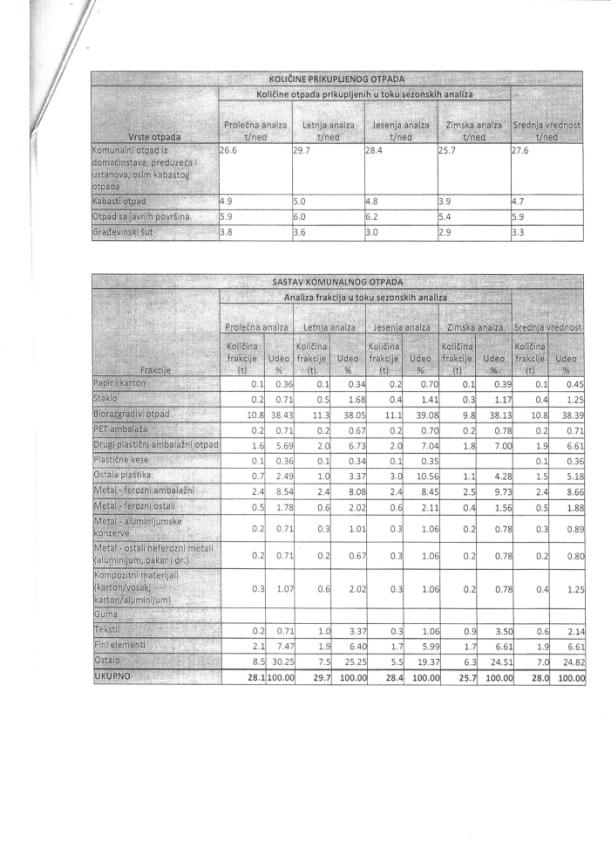 KOLIČINE PRIKUPLJENOG OTPADA
Količine otpada prikupljenih u toku sezonskih analiza
Vrste otpada Prolećna analza t/ned Letnja analza t/ned Jesenja analza t/ned Zimska analza t/ned Srednja vrednost t/ned
Komunalni otpad iz domaćinstava, preduzeća i ustanova, osim kabastog otpada 26.6 29.7 28.4 25.7 27.6
Kabasti otpad 4.9 5.0 4.8 3.9 4.7
Otpad sa javnih površina 5.9 6.0 6.2 5.4 5.9
Građevinski šut 3.8 3.6 3.0 2.9 3.3
SASTAV KOMUNALNOG OTPADA
Analiza frakcija u toku sezonskih analiza
Prolećna analza Letnja analza Jesenja analza Zimska analza Srednja vrednost
Frakcije Količina frakcije (t) Udeo % Količina frakcije (t) Udeo % Količina frakcije (t) Udeo % Količina frakcije (t) Udeo % Količina frakcije (t) Udeo %
Papir i karton 0.1 0.36 0.1 0.34 0.2 0.70 0.1 0.39 0.1 0.45
Staklo 0.2 0.71 0.5 1.68 0.4 1.41 0.3 1.17 0.4 1.25
Biorazgradivi otpad 10.8 38.43 11.3 38.05 11.1 39.08 9.8 38.13 10.8 38.39
PET ambalaža 0.2 0.71 0.2 0.67 0.2 0.70 0.2 0.78 0.2 0.71
Drugi plastični ambalažni otpad 1.6 5.69 2.0 6.73 2.0 7.04 1.8 7.00 1.9 6.61
Plastične kese 0.1 0.36 0.1 0.34 0.1 0.35 0.1 0.36
Ostala plastika 0.7 2.49 1.0 3.37 3.0 10.56 1.1 4.28 1.5 5.18
Metal - ferozni ambalažni 2.4 8.54 2.4 8.08 2.4 8.45 2.5 9.73 2.4 8.66
Metal - ferozni ostali 0.5 1.78 0.6 2.02 0.6 2.11 0.4 1.56 0.5 1.88
Metal - aluminijumske konzerve 0.2 0.71 0.3 1.01 0.3 1.06 0.2 0.78 0.3 0.89
Metal - ostali neferozni metali (aluminijum, bakar i dr.) 0.2 0.71 0.2 0.67 0.3 1.06 0.2 0.78 0.2 0.80
Kompozitni materijali (karton/vosak; karton/aluminijum) 0.3 1.07 0.6 2.02 0.3 1.06 0.2 0.78 0.4 1.25
Guma
Tekstil 0.2 0.71 1.0 3.37 0.3 1.06 0.9 3.50 0.6 2.14
Fini elementi 2.1 7.47 1.9 6.40 1.7 5.99 1.7 6.61 1.9 6.61
Ostalo 8.5 30.25 7.5 25.25 5.5 19.37 6.3 24.51 7.0 24.82
UKUPNO 28.1 100.00 29.7 100.00 28.4 100.00 25.7 100.00 28.0 100.00